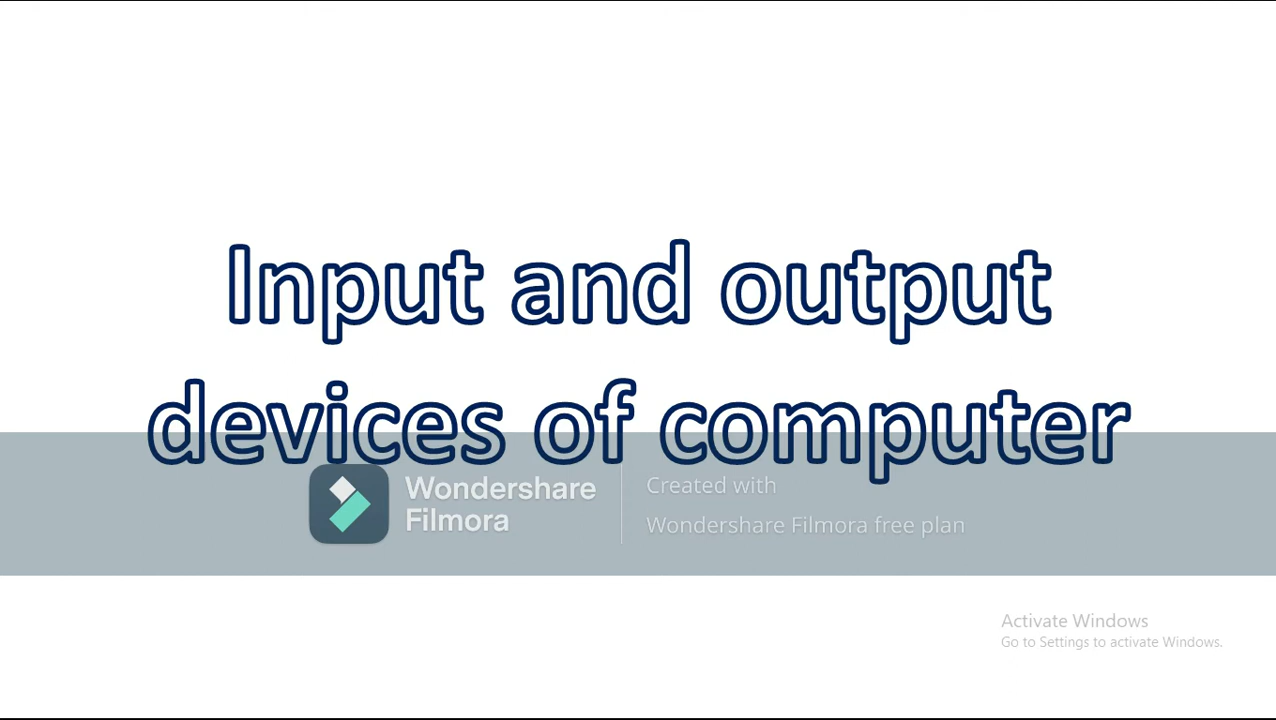 Input and output
devices of computer
Wondershare
Filmora
Created with
Wondershare Filmora free plan
Activate Windows
Go to Settings to activate Windows.